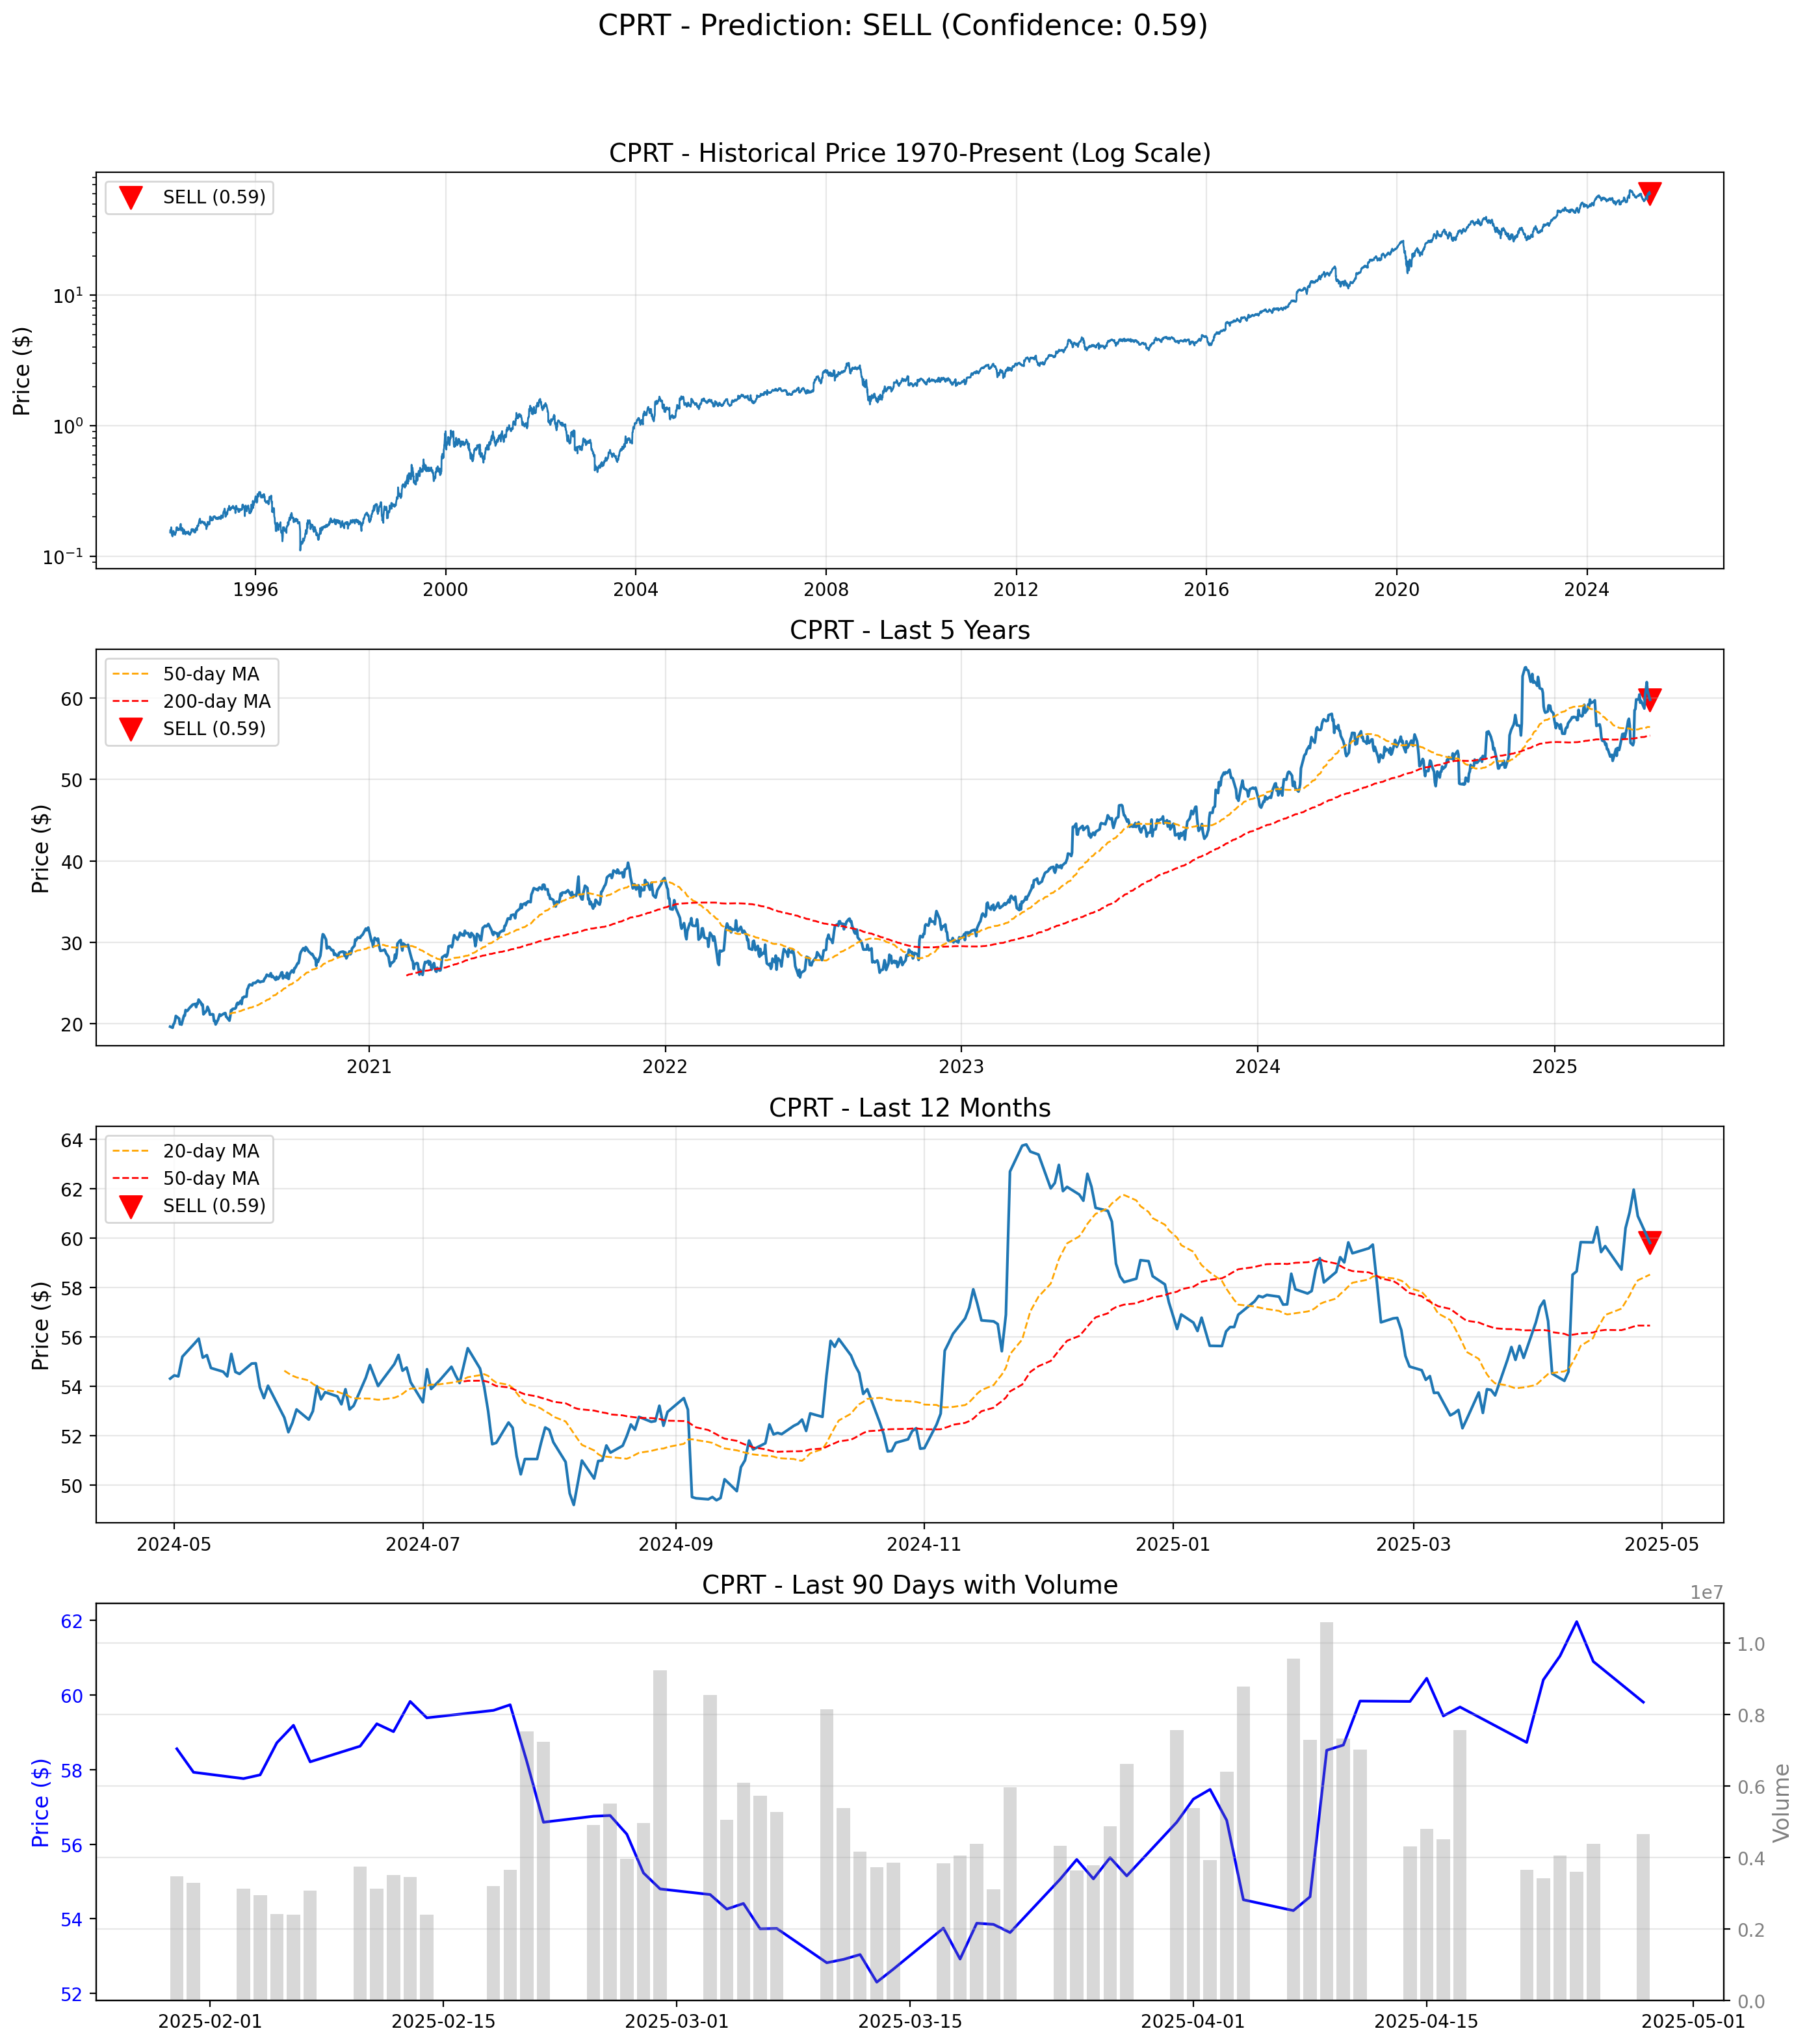 CPRT - Prediction: SELL (Confidence: 0.59)
CPRT - Historical Price 1970-Present (Log Scale)
SELL (0.59)
Price ($)
10¹
10⁰
10⁻¹
1996 2000 2004 2008 2012 2016 2020 2024
CPRT - Last 5 Years
50-day MA
200-day MA
SELL (0.59)
Price ($)
60
50
40
30
20
2021 2022 2023 2024 2025
CPRT - Last 12 Months
20-day MA
50-day MA
SELL (0.59)
Price ($)
64
62
60
58
56
54
52
50
2024-05 2024-07 2024-09 2024-11 2025-01 2025-03 2025-05
CPRT - Last 90 Days with Volume
1e7
Price ($)
62
60
58
56
54
52
1.0
0.8
0.6
0.4
0.2
0.0
Volume
2025-02-01 2025-02-15 2025-03-01 2025-03-15 2025-04-01 2025-04-15 2025-05-01